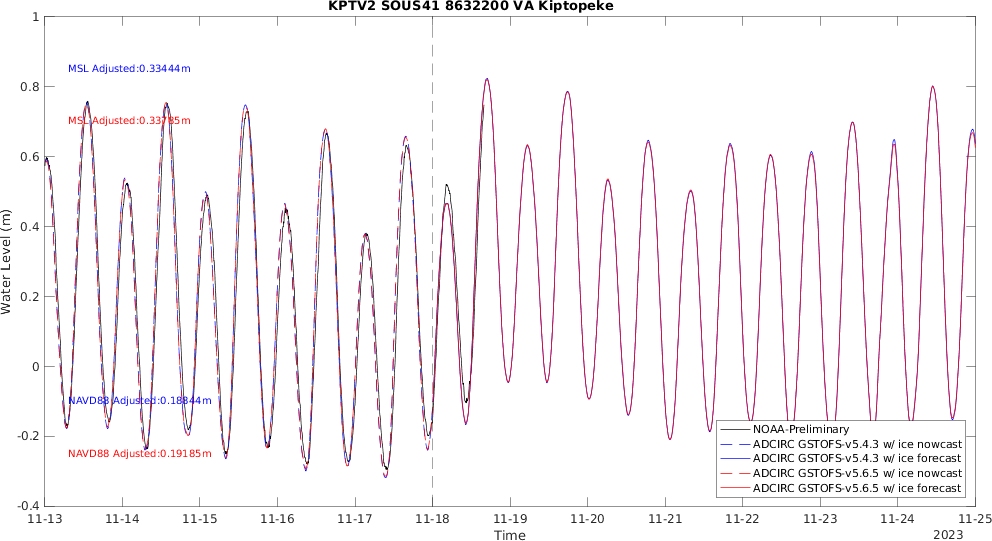 KPTV2 SOUS41 8632200 VA Kiptopeke
1
0.8
0.6
0.4
0.2
0
-0.2
-0.4
Water Level (m)
MSL Adjusted:0.33444m
MSL Adjusted:0.33785m
NAVD88 Adjusted:0.18844m
NAVD88 Adjusted:0.19185m
NOAA-Preliminary
ADCIRC GSTOFS-v5.4.3 w/ ice nowcast
ADCIRC GSTOFS-v5.4.3 w/ ice forecast
ADCIRC GSTOFS-v5.6.5 w/ ice nowcast
ADCIRC GSTOFS-v5.6.5 w/ ice forecast
11-13 11-14 11-15 11-16 11-17 11-18 11-19 11-20 11-21 11-22 11-23 11-24 11-25
Time
2023